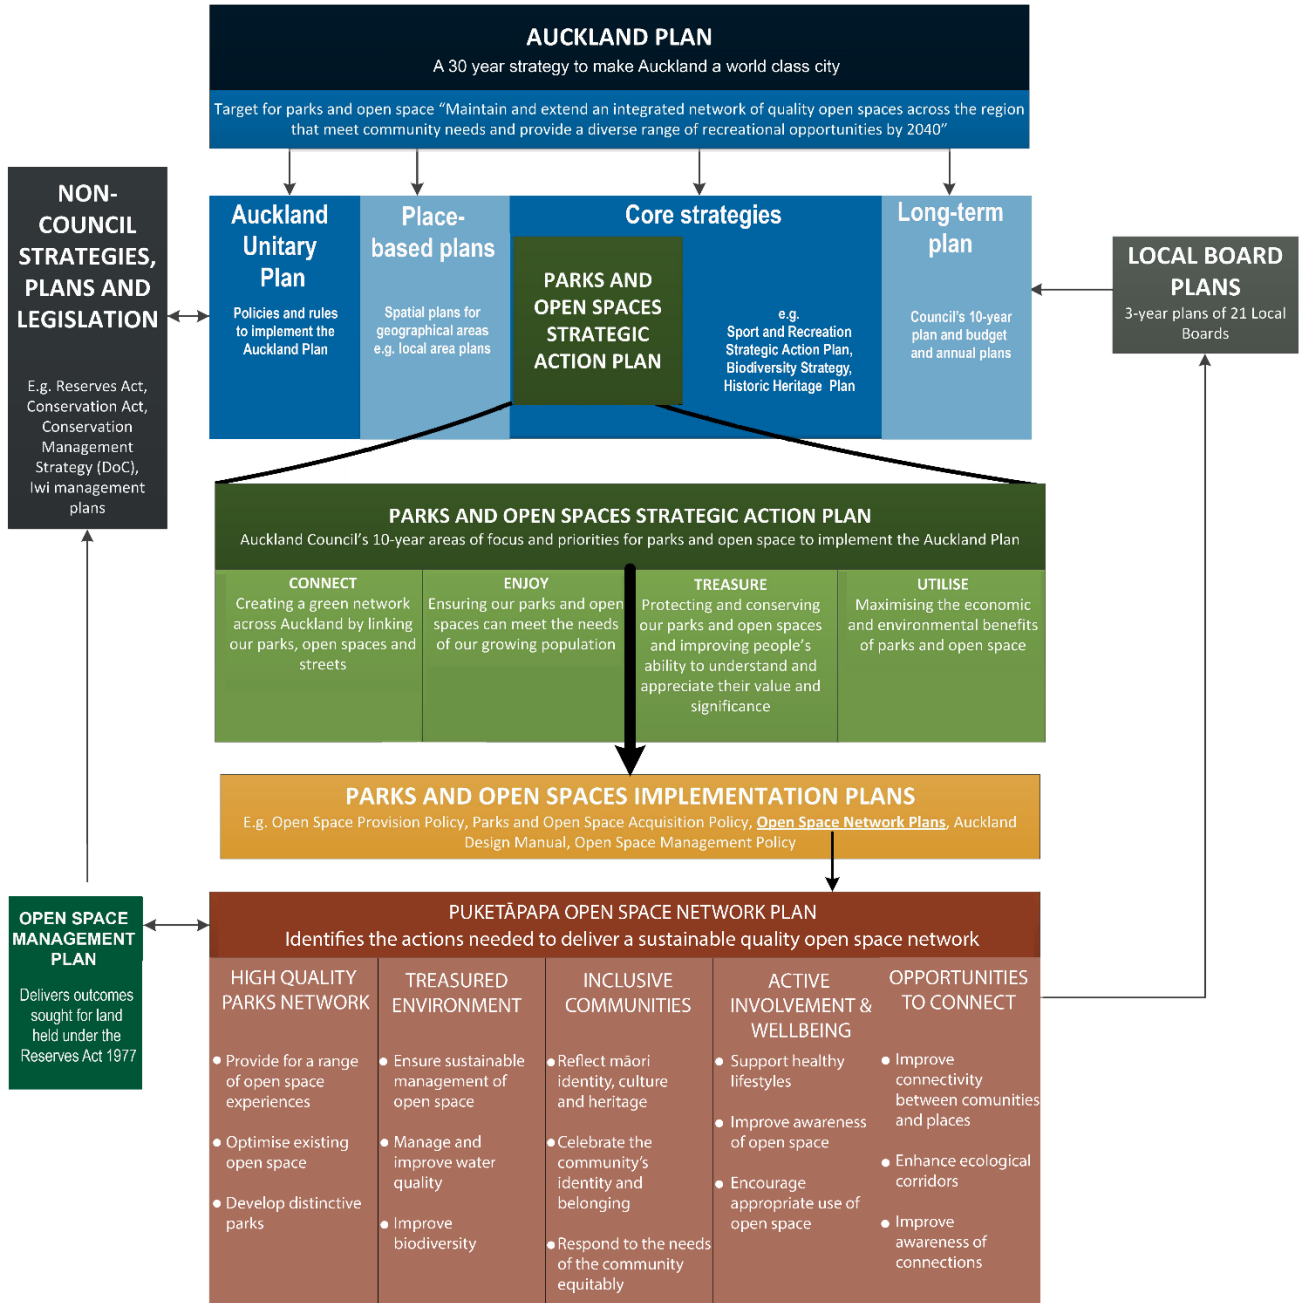 AUCKLAND PLAN
A 30 year strategy to make Auckland a world class city
Target for parks and open space “Maintain and extend an integrated network of quality open spaces across the region
that meet community needs and provide a diverse range of recreational opportunities by 2040”
NON-
COUNCIL
STRATEGIES,
PLANS AND
LEGISLATION
E.g. Reserves Act,
Conservation Act,
Conservation
Management
Strategy (DoC),
Iwi management
plans
Auckland
Unitary
Plan
Policies and rules
to implement the
Auckland Plan
Place-
based plans
Spatial plans for
geographical areas
e.g. local area plans
Core strategies
PARKS AND
OPEN SPACES
STRATEGIC
ACTION PLAN
e.g.
Sport and Recreation
Strategic Action Plan,
Biodiversity Strategy,
Historic Heritage Plan
Long-term
plan
Council’s 10-year
plan and budget
and annual plans
LOCAL BOARD
PLANS
3-year plans of 21 Local
Boards
PARKS AND OPEN SPACES STRATEGIC ACTION PLAN
Auckland Council’s 10-year areas of focus and priorities for parks and open space to implement the Auckland Plan
CONNECT
Creating a green network
across Auckland by linking
our parks, open spaces and
streets
ENJOY
Ensuring our parks and open
spaces can meet the needs
of our growing population
TREASURE
Protecting and conserving
our parks and open spaces
and improving people’s
ability to understand and
appreciate their value and
significance
UTILISE
Maximising the economic
and environmental benefits
of parks and open space
PARKS AND OPEN SPACES IMPLEMENTATION PLANS
E.g. Open Space Provision Policy, Parks and Open Space Acquisition Policy, Open Space Network Plans, Auckland
Design Manual, Open Space Management Policy
OPEN SPACE
MANAGEMENT
PLAN
Delivers outcomes
sought for land
held under the
Reserves Act 1977
PUKETĀPAPA OPEN SPACE NETWORK PLAN
Identifies the actions needed to deliver a sustainable quality open space network
HIGH QUALITY
PARKS NETWORK
● Provide for a range
of open space
experiences
● Optimise existing
open space
● Develop distinctive
parks
TREASURED
ENVIRONMENT
● Ensure sustainable
management of
open space
● Manage and
improve water
quality
● Improve
biodiversity
INCLUSIVE
COMMUNITIES
● Reflect māori
identity, culture
and heritage
● Celebrate the
community’s
identity and
belonging
● Respond to the needs
of the community
equitably
ACTIVE
INVOLVEMENT &
WELLBEING
● Support healthy
lifestyles
● Improve awareness
of open space
● Encourage
appropriate use of
open space
OPPORTUNITIES
TO CONNECT
● Improve
connectivity
between comunities
and places
● Enhance ecological
corridors
● Improve
awareness of
connections